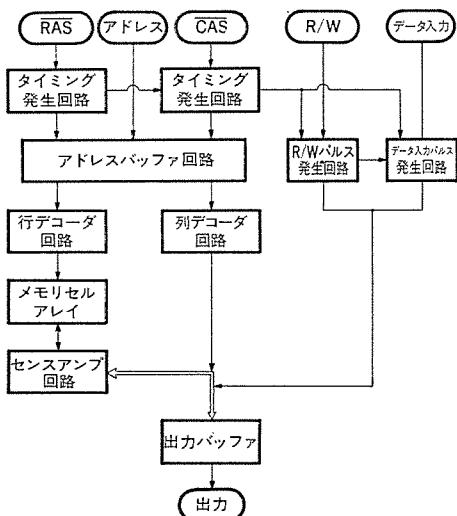 RAS
アドレス
CAS
R/W
データ入力
タイミング
発生回路
タイミング
発生回路
R/Wパルス
発生回路
データ入力パルス
発生回路
アドレスバッファ回路
行デコーダ
回路
列デコーダ
回路
メモリセル
アレイ
センスアンプ
回路
出力バッファ
出力